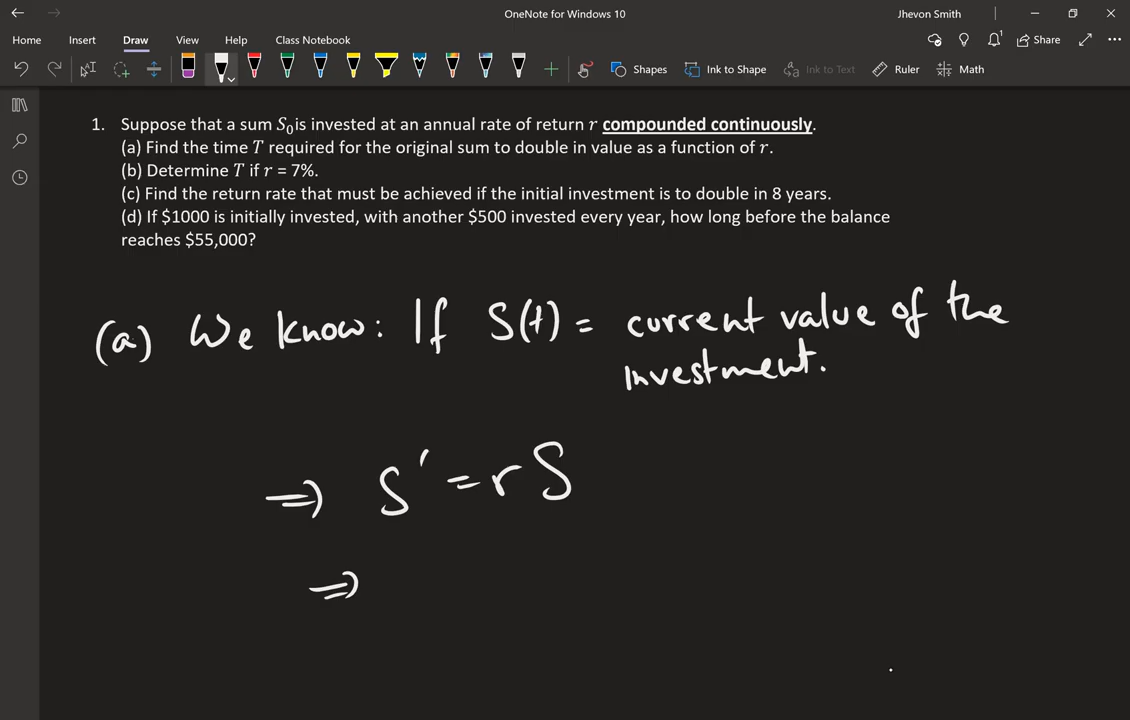 OneNote for Windows 10
Jhevon Smith
Home Insert Draw View Help Class Notebook
1 Share
Shapes Ink to Shape Ink to Text Ruler Math
1. Suppose that a sum S₀ is invested at an annual rate of return r compounded continuously.
(a) Find the time T required for the original sum to double in value as a function of r.
(b) Determine T if r = 7%.
(c) Find the return rate that must be achieved if the initial investment is to double in 8 years.
(d) If $1000 is initially invested, with another $500 invested every year, how long before the balance
reaches $55,000?
(a) We know: If S(t) = current value of the
investment.
⇒ S' = rS
⇒